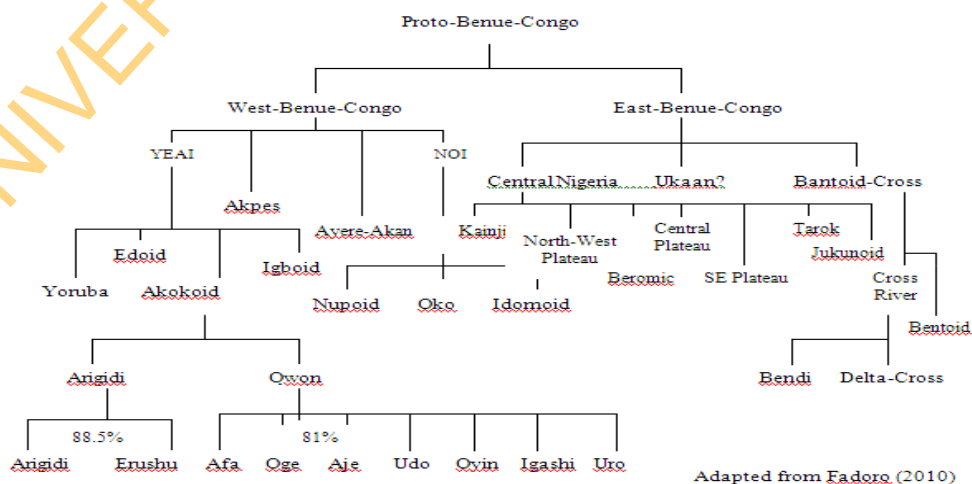 Proto-Benue-Congo
West-Benue-Congo East-Benue-Congo
YEAI NOI
Central Nigeria Ukaan? Bantoid-Cross
Akpes
Ayere-Akan Kainji
North-West
Plateau
Central
Plateau
Tarok
Edoid
Igboid
Jukunoid
Beromic SE Plateau
Cross
River
Yoruba Akokoid
Nupoid Oko Idomoid
Bentoid
Arigidi Owon
Bendi Delta-Cross
88.5% 81%
Arigidi Erushu Afa Oge Aje Udo Oyin Igashi Uro
Adapted from Fadoro (2010)
NIVER